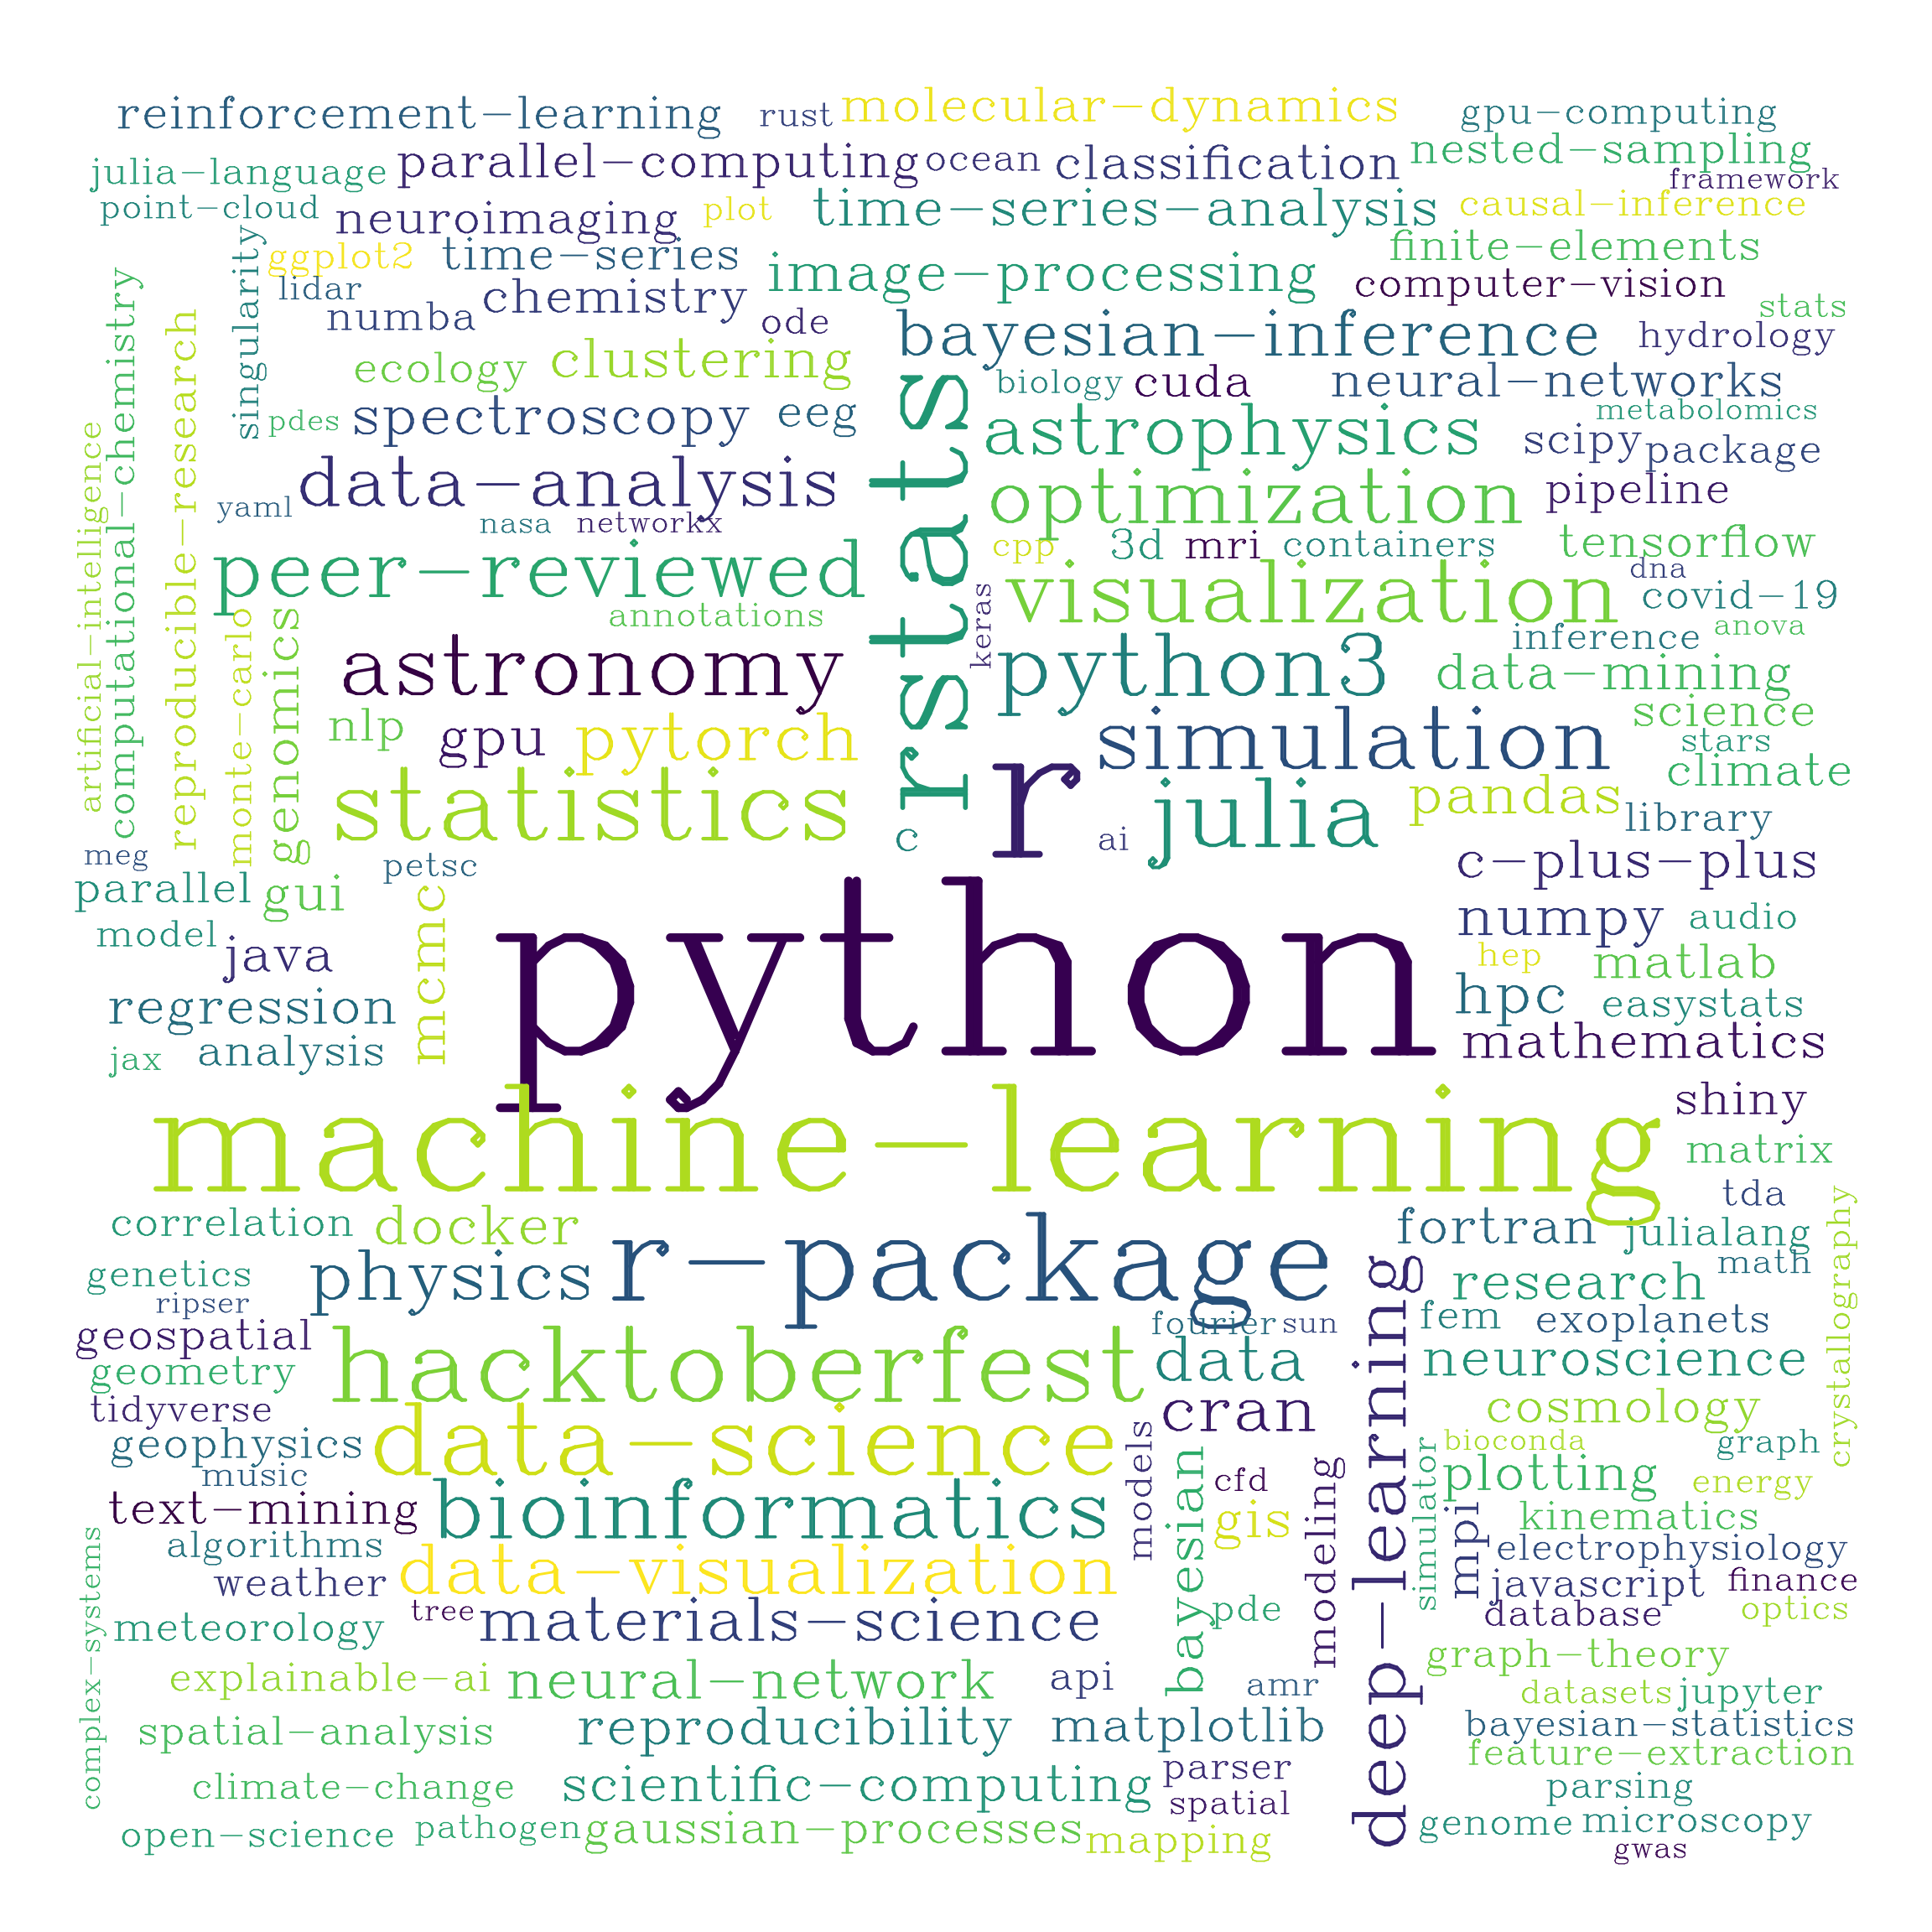 reinforcement-learning
rust
molecular-dynamics
gpu-computing
julia-language
parallel-computing
ocean
classification
nested-sampling
framework
point-cloud
neuroimaging
plot
time-series-analysis
causal-inference
singularity
ggplot2
time-series
finite-elements
lidar
chemistry
image-processing
computer-vision
stats
numba
ode
bayesian-inference
hydrology
computational-chemistry
reproducible-research
ecology
clustering
biology
cuda
neural-networks
pdes
spectroscopy
eeg
rstats
astrophysics
metabolomics
scipy
package
artificial-intelligence
yaml
data-analysis
nasa
networkx
optimization
pipeline
peer-reviewed
cpp
3d
mri
containers
tensorflow
dna
annotations
keras
visualization
covid-19
inference
anova
monte-carlo
genomics
astronomy
python3
data-mining
science
nlp
gpu
pytorch
simulation
stars
climate
statistics
c
r
ai
julia
pandas
library
meg
petsc
c-plus-plus
parallel
gui
mcmc
python
numpy
audio
model
java
hep
matlab
regression
hpc
easystats
jax
analysis
mathematics
machine-learning
shiny
matrix
tda
correlation
docker
r-package
fortran
julialang
crystallography
genetics
physics
math
ripser
research
geospatial
fourier
sun
deep-learning
fem
exoplanets
geometry
hacktoberfest
data
neuroscience
tidyverse
data-science
cran
cosmology
geophysics
models
bioconda
graph
music
bayesian
cfd
modeling
simulator
plotting
energy
text-mining
bioinformatics
gis
mpi
kinematics
complex-systems
algorithms
electrophysiology
weather
data-visualization
javascript
finance
tree
materials-science
pde
database
optics
meteorology
graph-theory
explainable-ai
neural-network
api
amr
datasets
jupyter
spatial-analysis
reproducibility
matplotlib
bayesian-statistics
feature-extraction
climate-change
scientific-computing
parser
parsing
spatial
open-science
pathogen
gaussian-processes
mapping
genome
microscopy
gwas